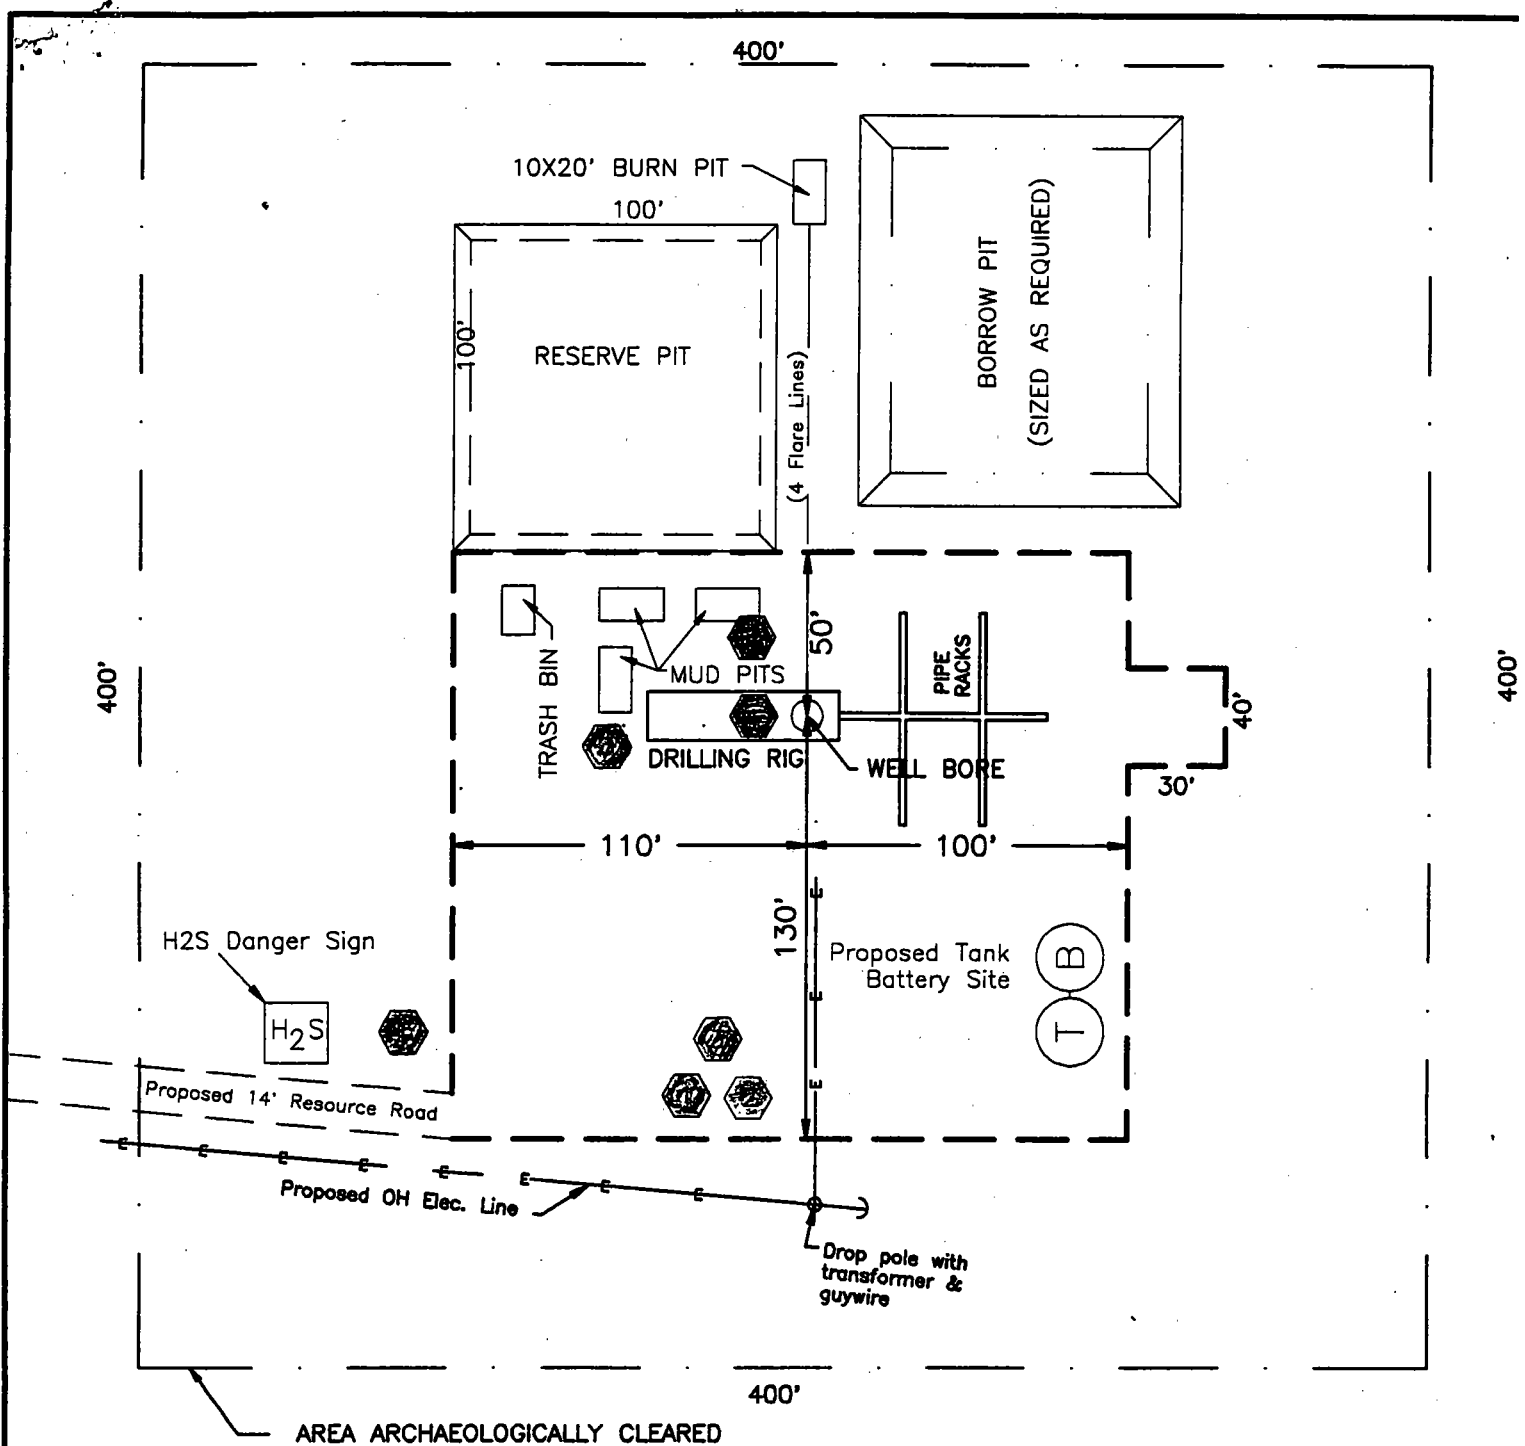 400'
10X20' BURN PIT
100'
100'
RESERVE PIT
(4 Flare Lines)
BORROW PIT
(SIZED AS REQUIRED)
400'
400'
TRASH BIN
MUD PITS
50'
PIPE
RACKS
40'
30'
DRILLING RIG
WELL BORE
110'
100'
130'
H2S Danger Sign
H2S
Proposed Tank
Battery Site
B
T
Proposed 14' Resource Road
E
E
E
E
E
E
E
E
E
E
E
Proposed OH Elec. Line
Drop pole with
transformer &
guywire
400'
AREA ARCHAEOLOGICALLY CLEARED